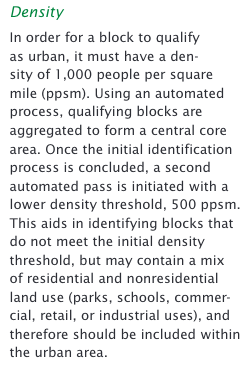 Density
In order for a block to qualify
as urban, it must have a den-
sity of 1,000 people per square
mile (ppsm). Using an automated
process, qualifying blocks are
aggregated to form a central core
area. Once the initial identification
process is concluded, a second
automated pass is initiated with a
lower density threshold, 500 ppsm.
This aids in identifying blocks that
do not meet the initial density
threshold, but may contain a mix
of residential and nonresidential
land use (parks, schools, commer-
cial, retail, or industrial uses), and
therefore should be included within
the urban area.